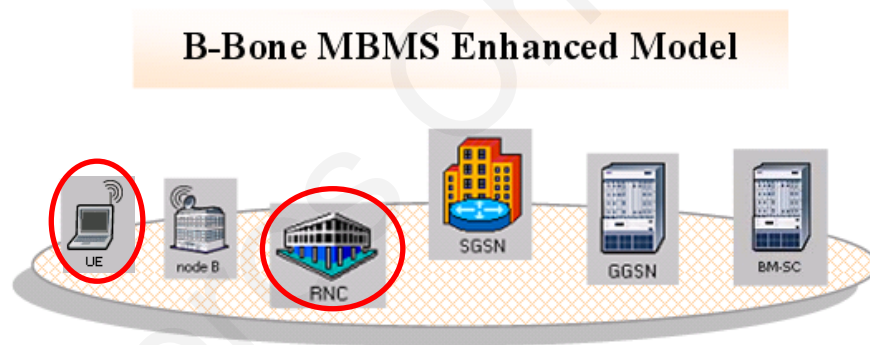 B-Bone MBMS Enhanced Model
UE
node B
RNC
SGSN
GGSN
BM-SC